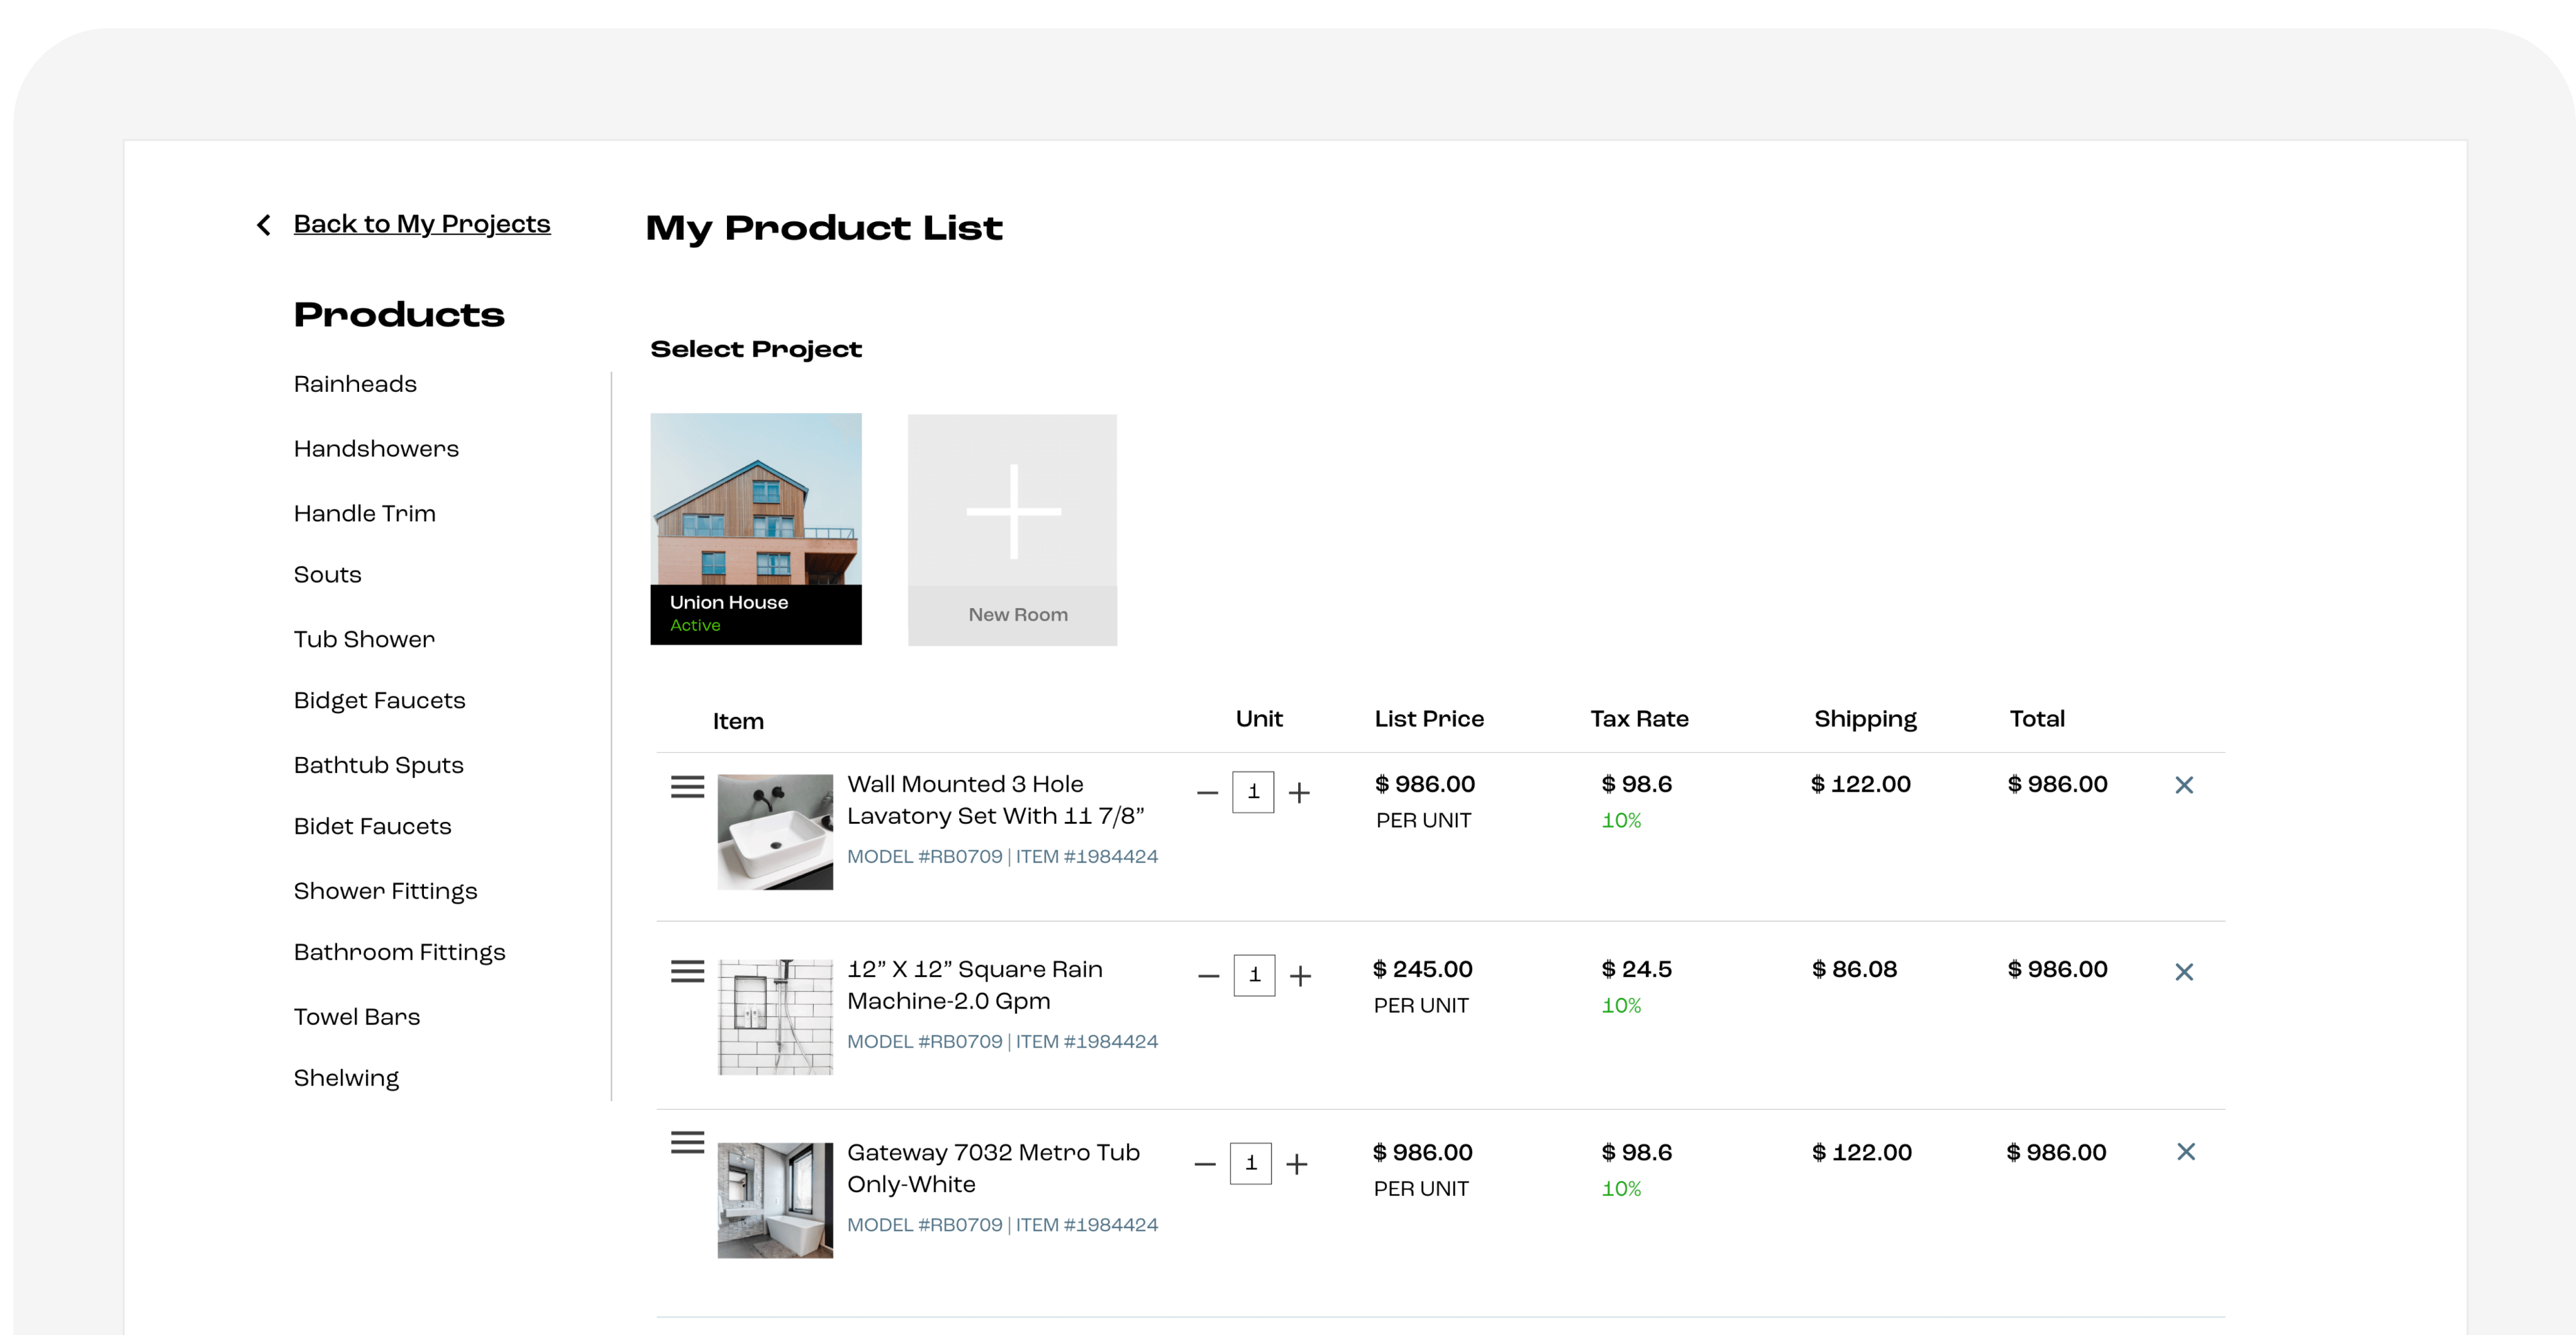 Back to My Projects
My Product List
Products
Rainheads
Handshowers
Handle Trim
Souts
Tub Shower
Bidget Faucets
Bathtub Sputs
Bidet Faucets
Shower Fittings
Bathroom Fittings
Towel Bars
Shelwing
Select Project
Union House
Active
New Room
Item Unit List Price Tax Rate Shipping Total
Wall Mounted 3 Hole 1 $ 986.00 $ 98.6 $ 122.00 $ 986.00
Lavatory Set With 11 7/8” PER UNIT 10%
MODEL #RB0709 | ITEM #1984424
12” X 12” Square Rain 1 $ 245.00 $ 24.5 $ 86.08 $ 986.00
Machine-2.0 Gpm PER UNIT 10%
MODEL #RB0709 | ITEM #1984424
Gateway 7032 Metro Tub 1 $ 986.00 $ 98.6 $ 122.00 $ 986.00
Only-White PER UNIT 10%
MODEL #RB0709 | ITEM #1984424